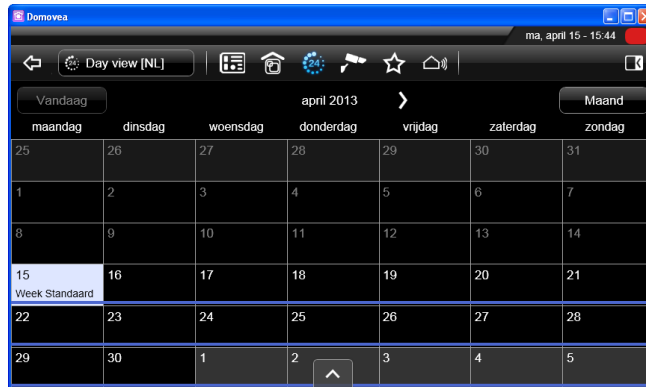 Domovea
ma, april 15 - 15:44
24 Day view [NL] 24
Vandaag april 2013 Maand
maandag dinsdag woensdag donderdag vrijdag zaterdag zondag
25 26 27 28 29 30 31
1 2 3 4 5 6 7
8 9 10 11 12 13 14
15 16 17 18 19 20 21
Week Standaard
22 23 24 25 26 27 28
29 30 1 2 3 4 5